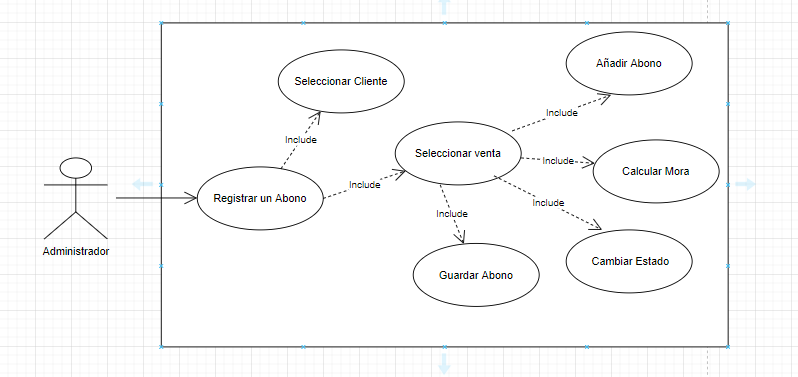 Añadir Abono
Seleccionar Cliente
Include
Include
Seleccionar venta
Include
Calcular Mora
Include
Registrar un Abono
Include
Include
Administrador
Guardar Abono
Cambiar Estado